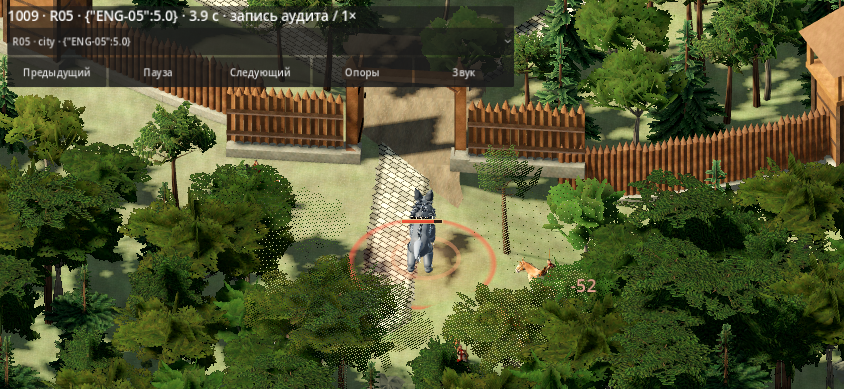 1009 · R05 · {"ENG-05":5.0} · 3.9 с · запись аудита / 1×
R05 · city · {"ENG-05":5.0}
Предыдущий Пауза Следующий Опоры Звук
52